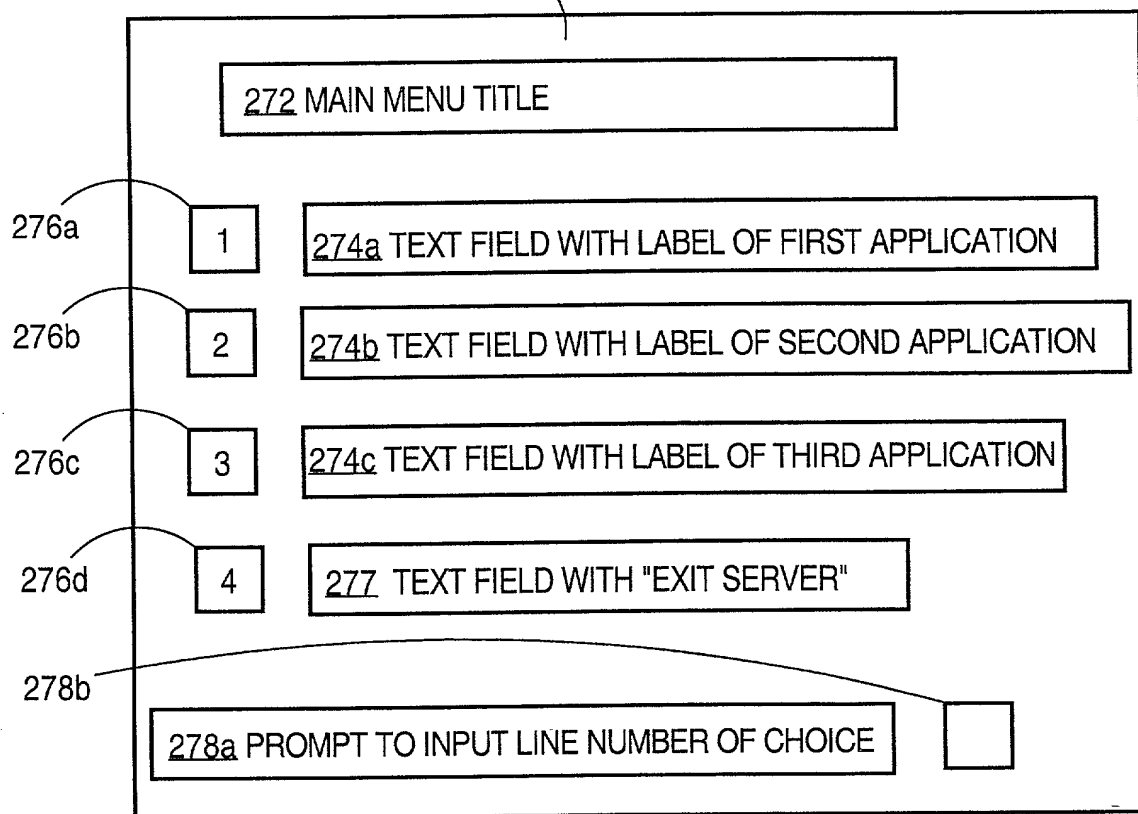 272 MAIN MENU TITLE
276a 1 274a TEXT FIELD WITH LABEL OF FIRST APPLICATION
276b 2 274b TEXT FIELD WITH LABEL OF SECOND APPLICATION
276c 3 274c TEXT FIELD WITH LABEL OF THIRD APPLICATION
276d 4 277 TEXT FIELD WITH "EXIT SERVER"
278b
278a PROMPT TO INPUT LINE NUMBER OF CHOICE